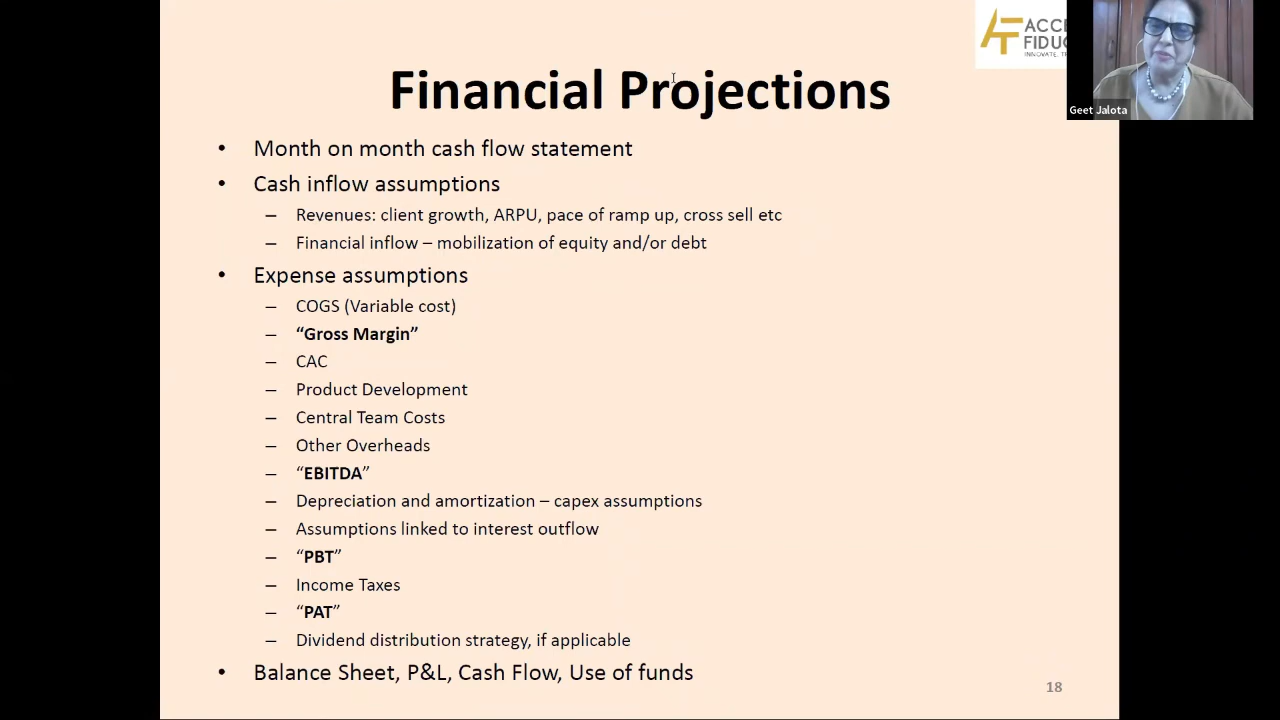 Financial Projections
• Month on month cash flow statement
• Cash inflow assumptions
– Revenues: client growth, ARPU, pace of ramp up, cross sell etc
– Financial inflow – mobilization of equity and/or debt
• Expense assumptions
– COGS (Variable cost)
– “Gross Margin”
– CAC
– Product Development
– Central Team Costs
– Other Overheads
– “EBITDA”
– Depreciation and amortization – capex assumptions
– Assumptions linked to interest outflow
– “PBT”
– Income Taxes
– “PAT”
– Dividend distribution strategy, if applicable
• Balance Sheet, P&L, Cash Flow, Use of funds
18
Geet Jalota